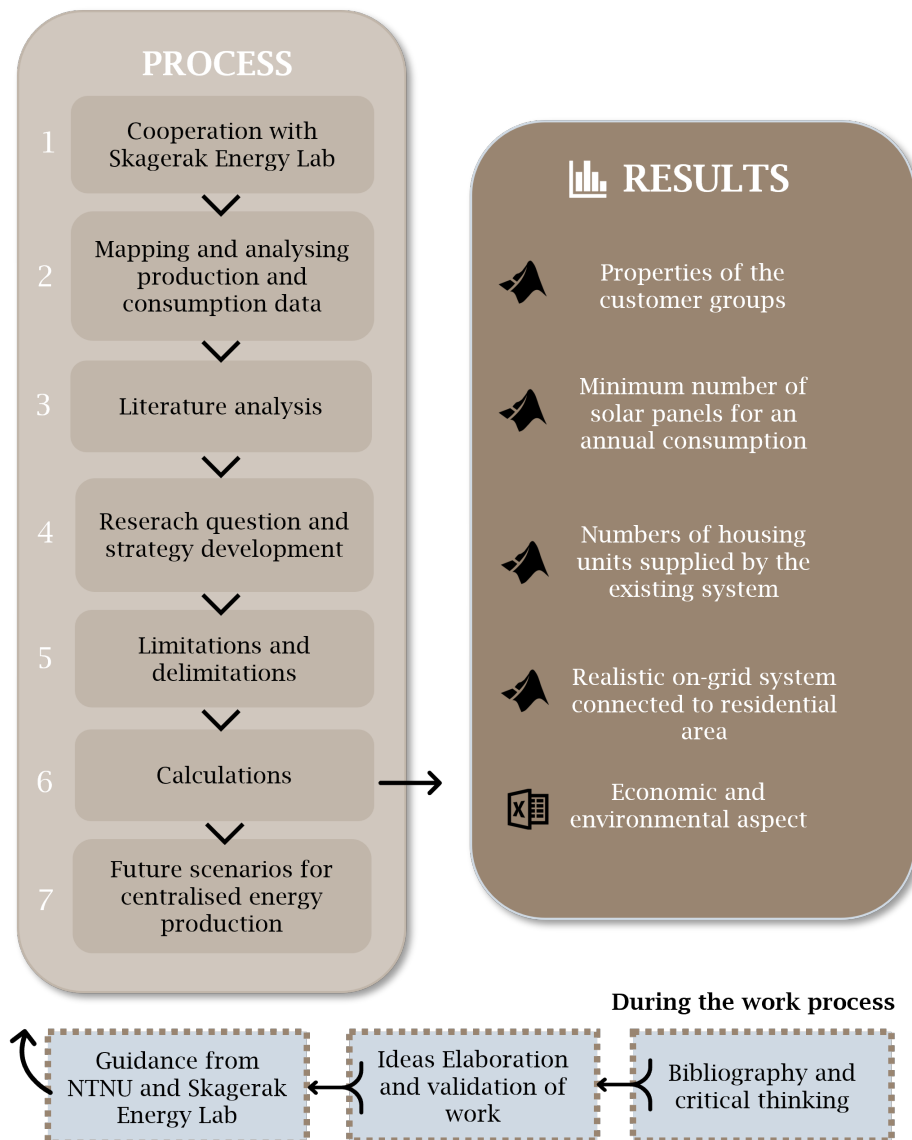 PROCESS
1
Cooperation with
Skagerak Energy Lab
2
Mapping and analysing
production and
consumption data
3
Literature analysis
4
Reserach question and
strategy development
5
Limitations and
delimitations
6
Calculations
7
Future scenarios for
centralised energy
production
RESULTS
Properties of the
customer groups
Minimum number of
solar panels for an
annual consumption
Numbers of housing
units supplied by the
existing system
Realistic on-grid system
connected to residential
area
X
Economic and
environmental aspect
During the work process
Guidance from
NTNU and Skagerak
Energy Lab
Ideas Elaboration
and validation of
work
Bibliography and
critical thinking